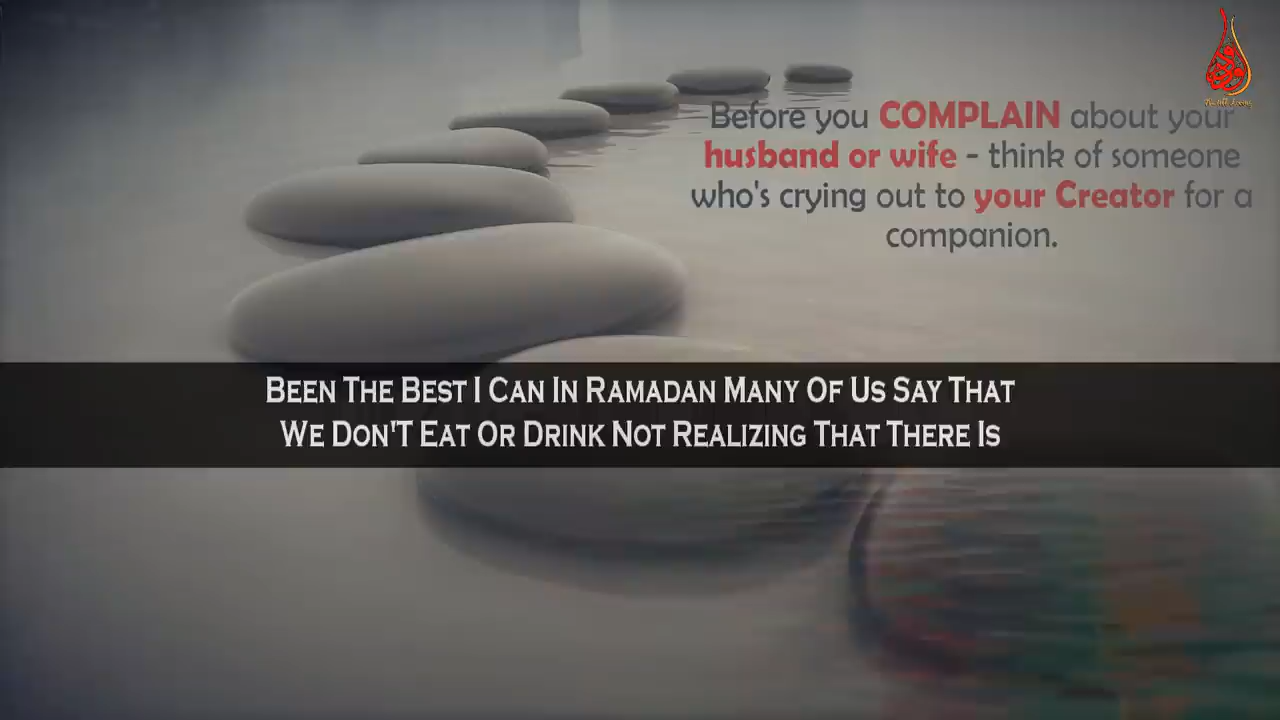 Before you COMPLAIN about your
husband or wife - think of someone
who's crying out to your Creator for a
companion.
BEEN THE BEST I CAN IN RAMADAN MANY OF US SAY THAT
WE DON'T EAT OR DRINK NOT REALIZING THAT THERE IS